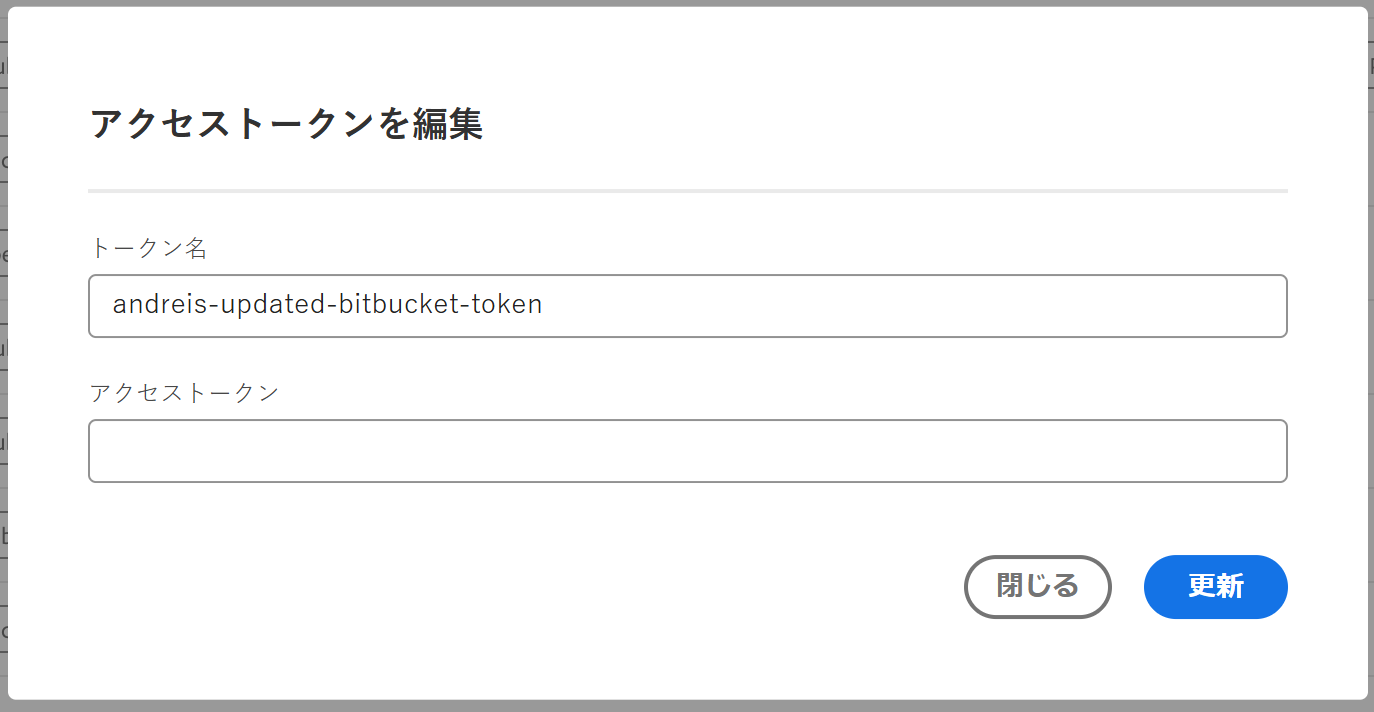 アクセストークンを編集
トークン名
andreis-updated-bitbucket-token
アクセストークン
閉じる
更新